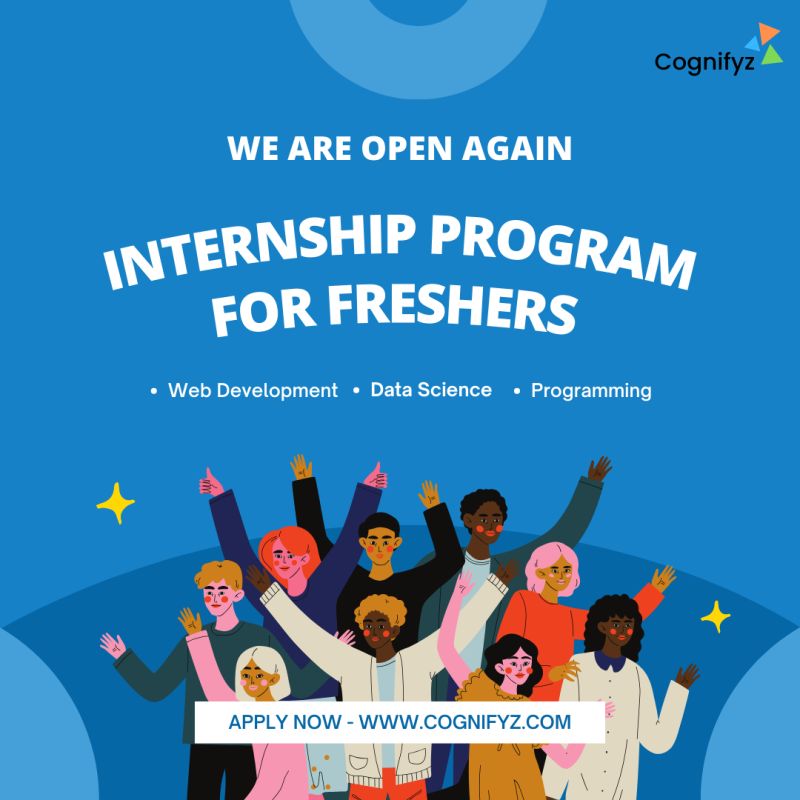 Cognifyz
WE ARE OPEN AGAIN
INTERNSHIP PROGRAM
FOR FRESHERS
• Web Development • Data Science • Programming
APPLY NOW - WWW.COGNIFYZ.COM